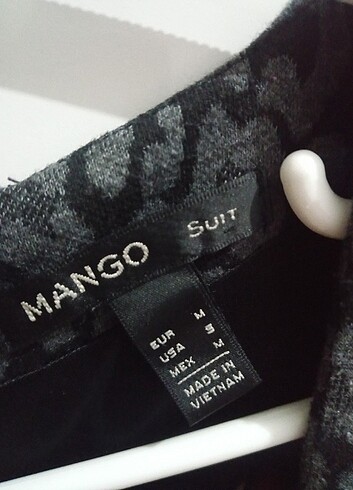 MANGO SUIT
EUR M
USA S
MEX M
MADE IN
VIETNAM